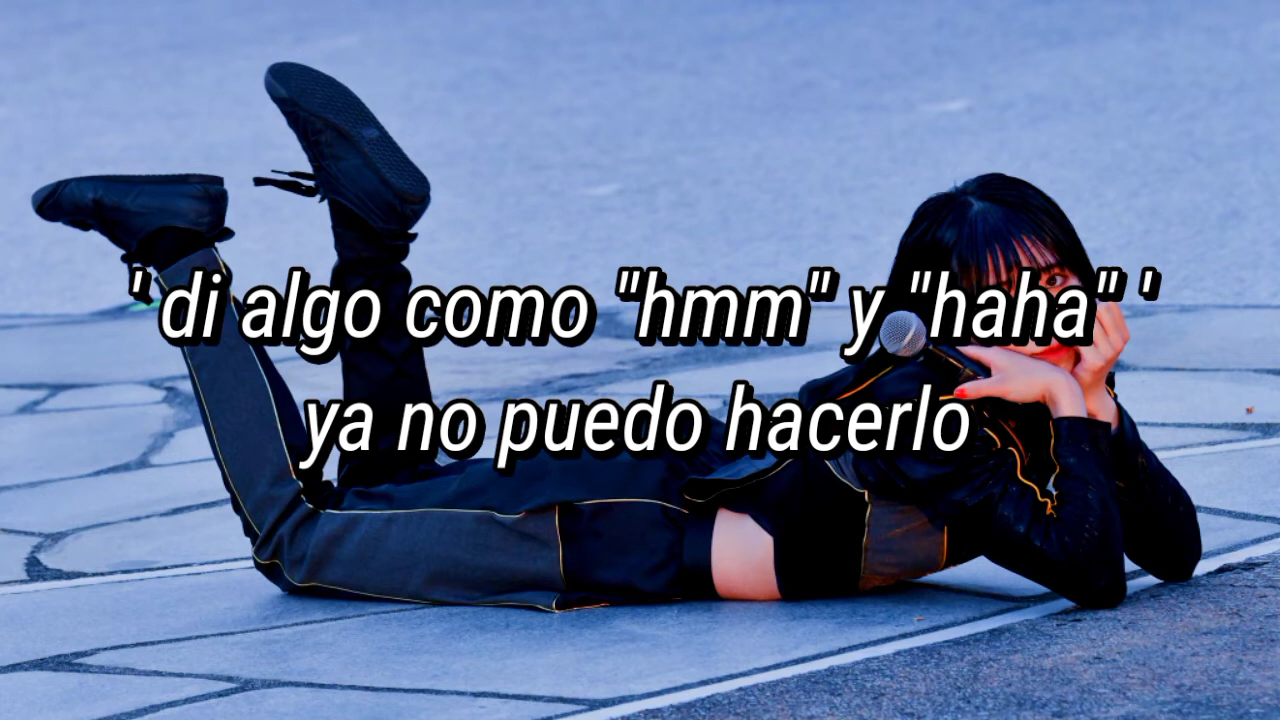 ' di algo como "hmm" y "haha" '
ya no puedo hacerlo